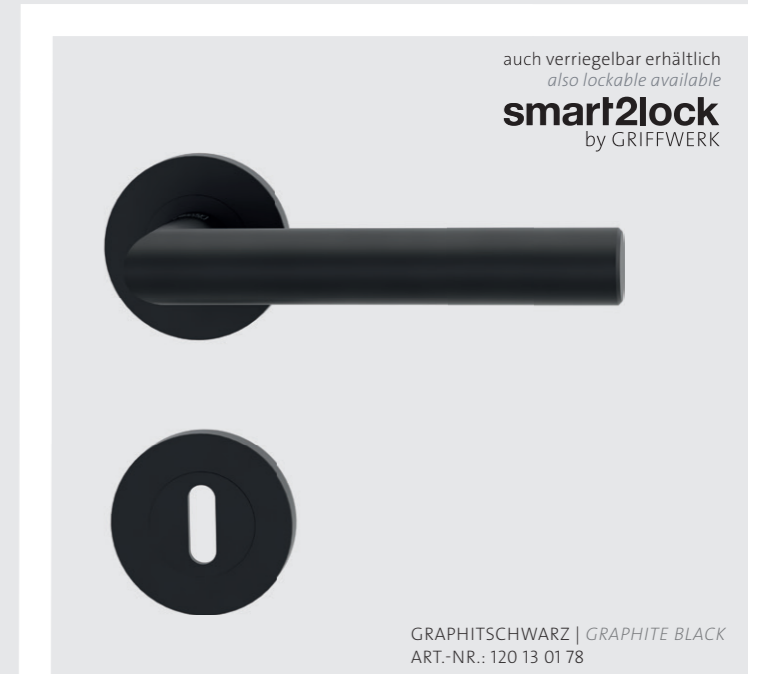 auch verriegelbar erhältlich
also lockable available
smart2lock
by GRIFFWERK
GRAPHITSCHWARZ | GRAPHITE BLACK
ART.-NR.: 120 13 01 78